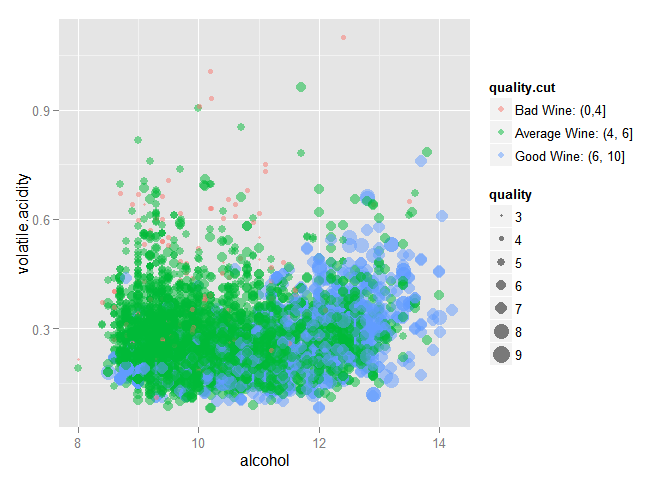 0.9
0.6
0.3
volatile.acidity
8
10
12
14
alcohol
quality.cut
Bad Wine: (0,4]
Average Wine: (4, 6]
Good Wine: (6, 10]
quality
3
4
5
6
7
8
9